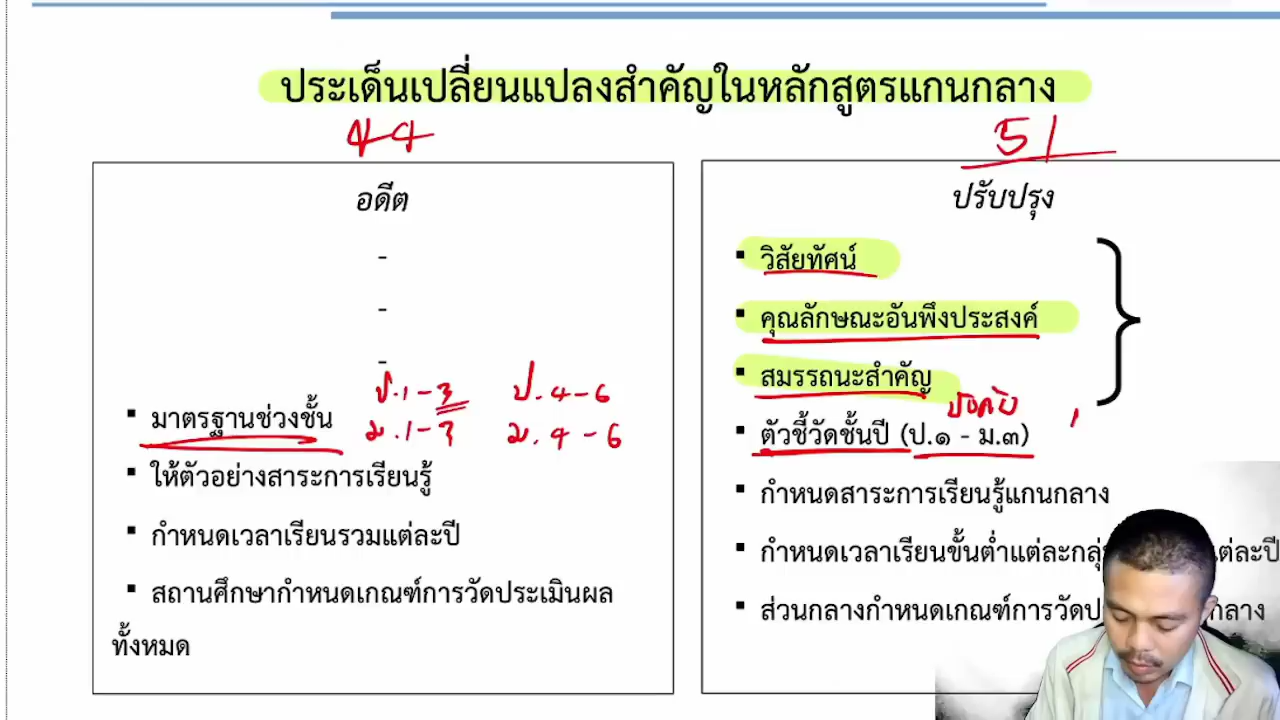 ประเด็นเปลี่ยนแปลงสำคัญในหลักสูตรแกนกลาง
44
51
อดีต
-
-
-
ป.1-3 ป.4-6
▪ มาตรฐานช่วงชั้น ม.1-3 ม.4-6
▪ ให้ตัวอย่างสาระการเรียนรู้
▪ กำหนดเวลาเรียนรวมแต่ละปี
▪ สถานศึกษากำหนดเกณฑ์การวัดประเมินผล
ทั้งหมด
ปรับปรุง
▪ วิสัยทัศน์
▪ คุณลักษณะอันพึงประสงค์
▪ สมรรถนะสำคัญ
บังคับ
▪ ตัวชี้วัดชั้นปี (ป.๑ - ม.๓)
▪ กำหนดสาระการเรียนรู้แกนกลาง
▪ กำหนดเวลาเรียนขั้นต่ำแต่ละ
▪ ส่วนกลางกำหนดเกณฑ์การวัด กลาง